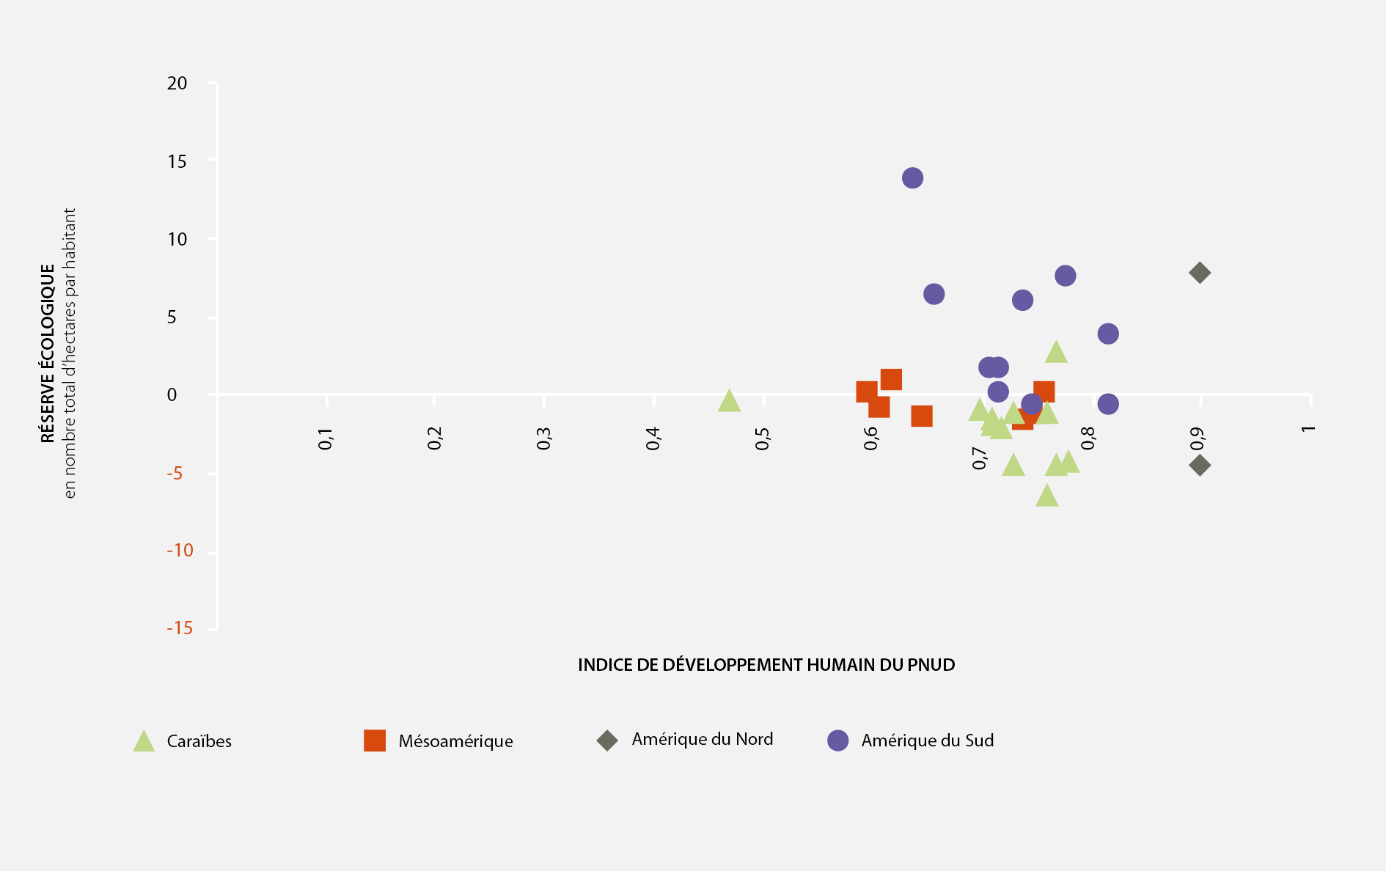 20
15
10
5
0
-5
-10
-15
RÉSERVE ÉCOLOGIQUE
en nombre total d'hectares par habitant
0,1
0,2
0,3
0,4
0,5
0,6
0,7
0,8
0,9
1
INDICE DE DÉVELOPPEMENT HUMAIN DU PNUD
Caraïbes
Mésoamérique
Amérique du Nord
Amérique du Sud